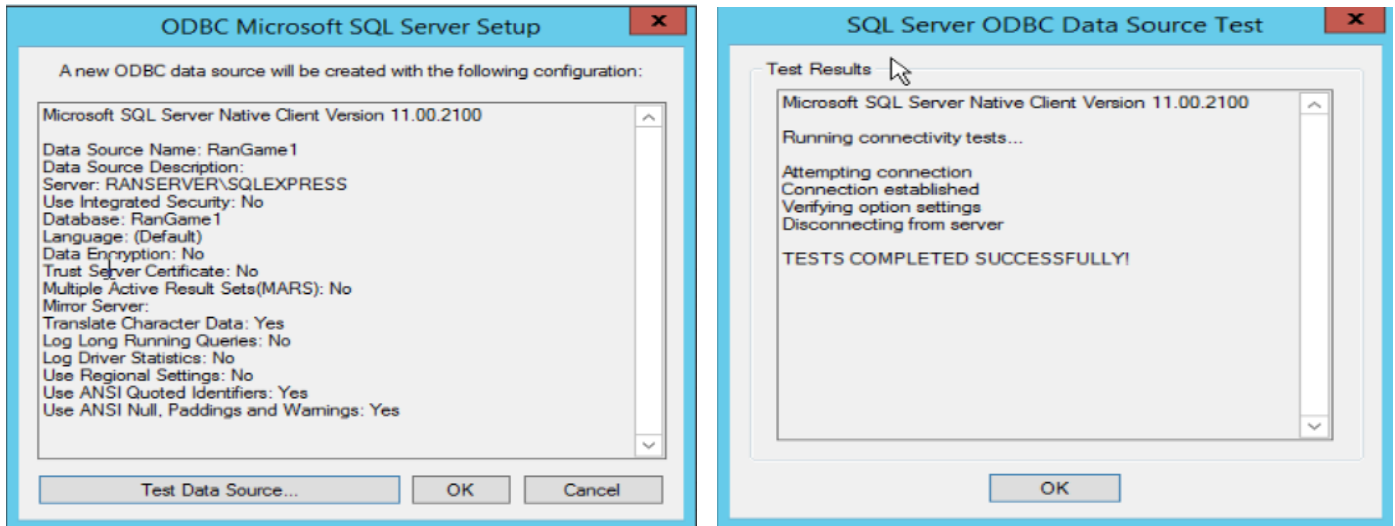 ODBC Microsoft SQL Server Setup
x
A new ODBC data source will be created with the following configuration:
Microsoft SQL Server Native Client Version 11.00.2100
Data Source Name: RanGame1
Data Source Description:
Server: RANSERVER\SQLEXPRESS
Use Integrated Security: No
Database: RanGame1
Language: (Default)
Data Encryption: No
Trust Server Certificate: No
Multiple Active Result Sets(MARS): No
Mirror Server:
Translate Character Data: Yes
Log Long Running Queries: No
Log Driver Statistics: No
Use Regional Settings: No
Use ANSI Quoted Identifiers: Yes
Use ANSI Null, Paddings and Warnings: Yes
Test Data Source...
OK
Cancel
SQL Server ODBC Data Source Test
x
Test Results
Microsoft SQL Server Native Client Version 11.00.2100
Running connectivity tests...
Attempting connection
Connection established
Verifying option settings
Disconnecting from server
TESTS COMPLETED SUCCESSFULLY!
OK